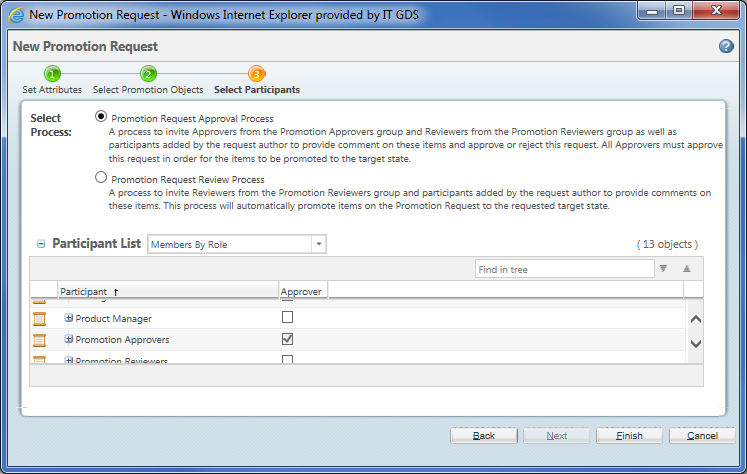 New Promotion Request - Windows Internet Explorer provided by IT GDS
New Promotion Request
?
1 2 3
Set Attributes Select Promotion Objects Select Participants
Select Process:
Promotion Request Approval Process
A process to invite Approvers from the Promotion Approvers group and Reviewers from the Promotion Reviewers group as well as
participants added by the request author to provide comment on these items and approve or reject this request. All Approvers must approve
this request in order for the items to be promoted to the target state.
Promotion Request Review Process
A process to invite Reviewers from the Promotion Reviewers group and participants added by the request author to provide comments on
these items. This process will automatically promote items on the Promotion Request to the requested target state.
Participant List Members By Role ( 13 objects )
Find in tree
Participant ↑ Approver
Product Manager
Promotion Approvers
Promotion Reviewers
Back Next Finish Cancel